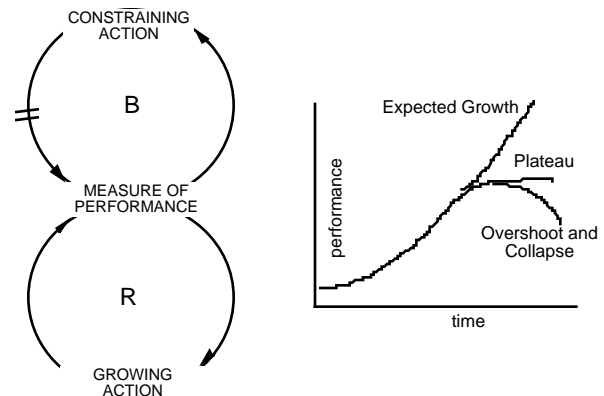 CONSTRAINING
ACTION
B
MEASURE OF
PERFORMANCE
R
GROWING
ACTION
Expected Growth
Plateau
Overshoot and
Collapse
performance
time